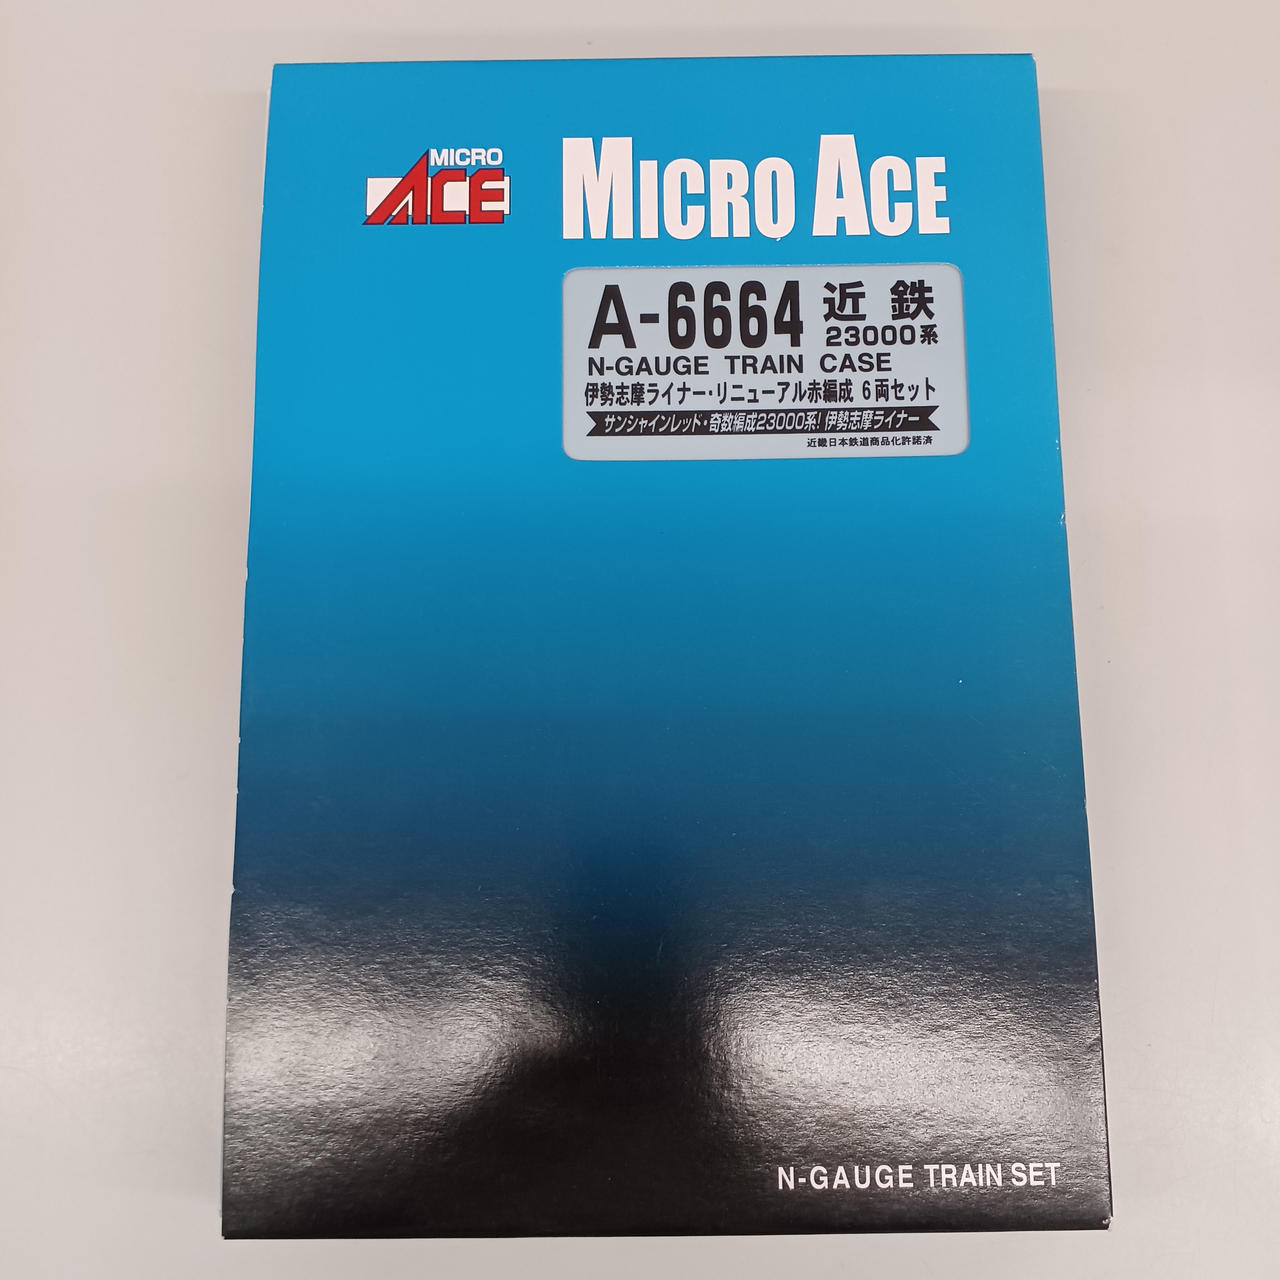 MICRO
ACE
MICRO ACE
A-6664 近鉄
23000系
N-GAUGE TRAIN CASE
伊勢志摩ライナー・リニューアル赤編成 6両セット
サンシャインレッド・奇数編成23000系! 伊勢志摩ライナー
近畿日本鉄道商品化許諾済
N-GAUGE TRAIN SET